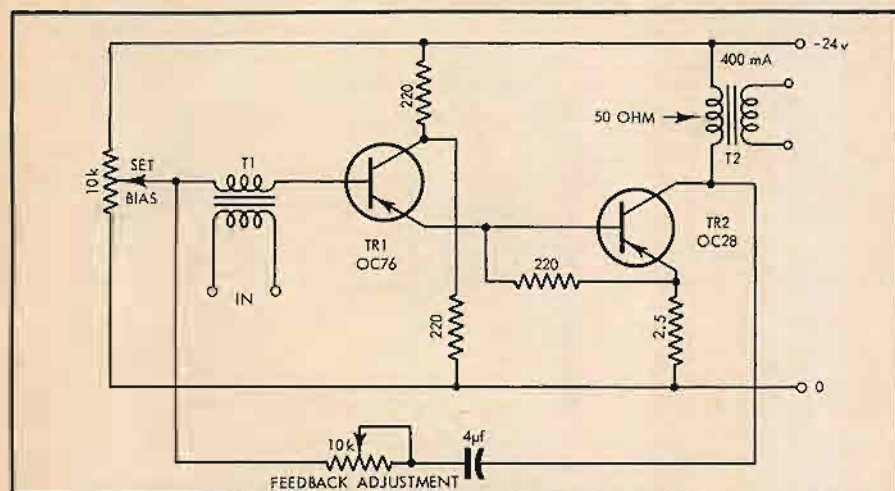 -24v
400 mA
220
50 OHM
T2
10k
SET
BIAS
T1
TR1
OC76
TR2
OC28
IN
220
220
2.5
0
10k
4µf
FEEDBACK ADJUSTMENT